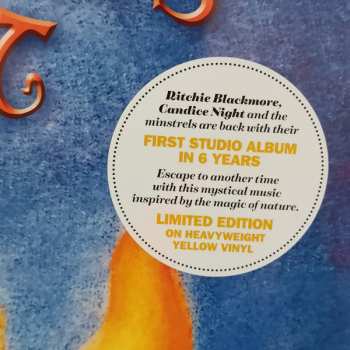 Ritchie Blackmore,
Candice Night and the
minstrels are back with their
FIRST STUDIO ALBUM
IN 6 YEARS
Escape to another time
with this mystical music
inspired by the magic of nature.
LIMITED EDITION
ON HEAVYWEIGHT
YELLOW VINYL